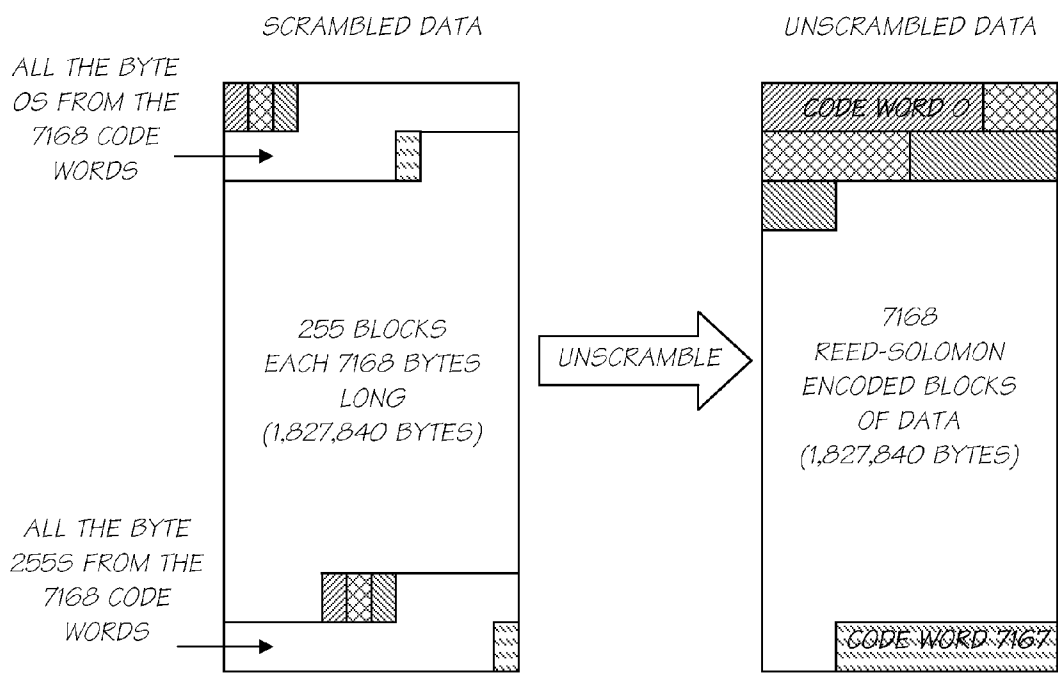 SCRAMBLED DATA
UNSCRAMBLED DATA
ALL THE BYTE
0S FROM THE
7168 CODE
WORDS
CODE WORD 0
255 BLOCKS
EACH 7168 BYTES
LONG
(1,827,840 BYTES)
UNSCRAMBLE
7168
REED-SOLOMON
ENCODED BLOCKS
OF DATA
(1,827,840 BYTES)
ALL THE BYTE
255S FROM THE
7168 CODE
WORDS
CODE WORD 7167